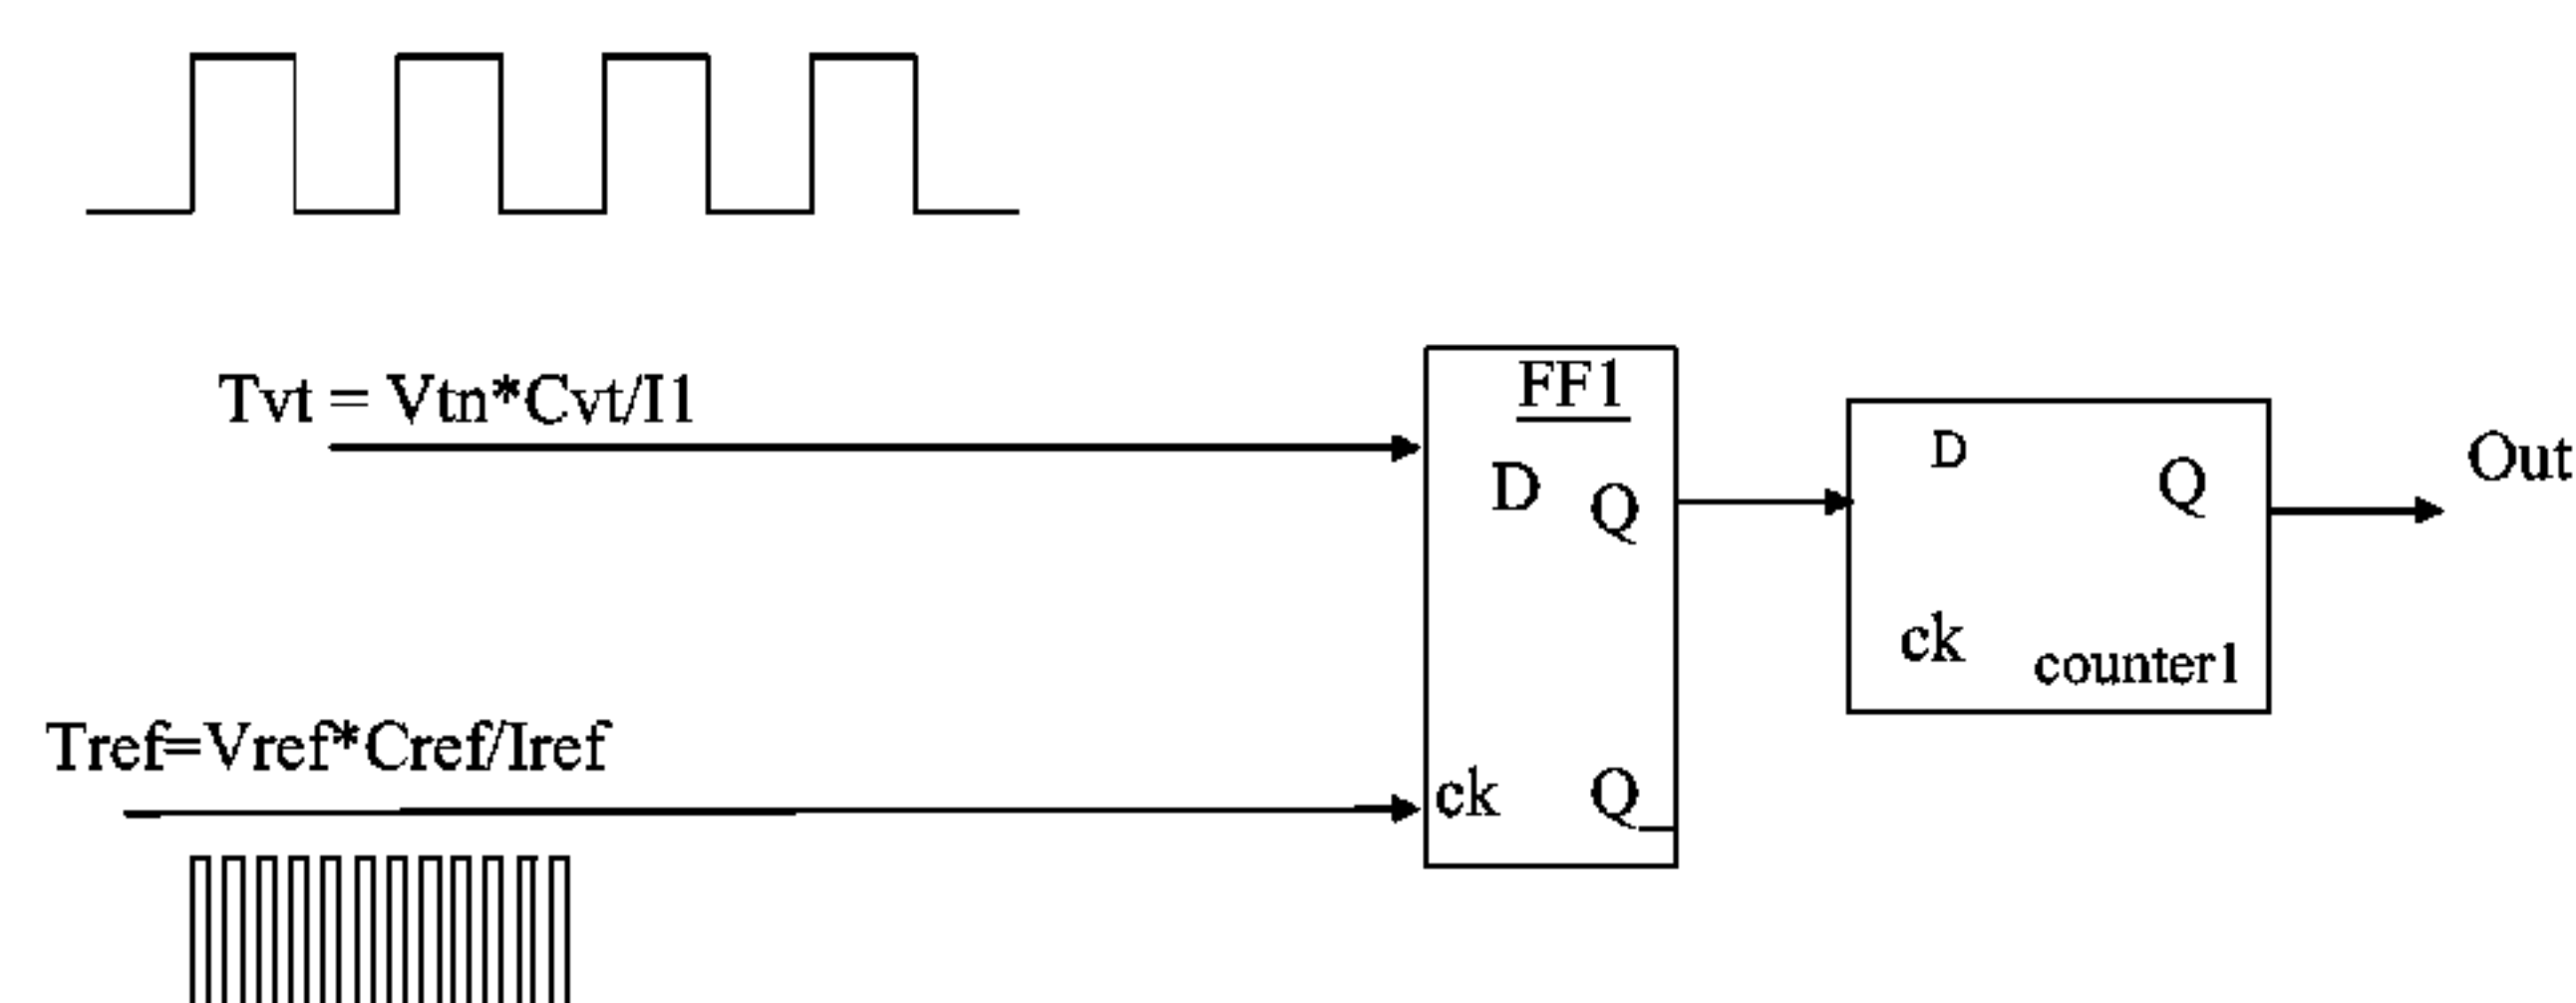 Tvt = Vtn*Cvt/I1
FF1
D
Q
D
Q
Out
ck
counter1
Tref=Vref*Cref/Iref
ck
Q_